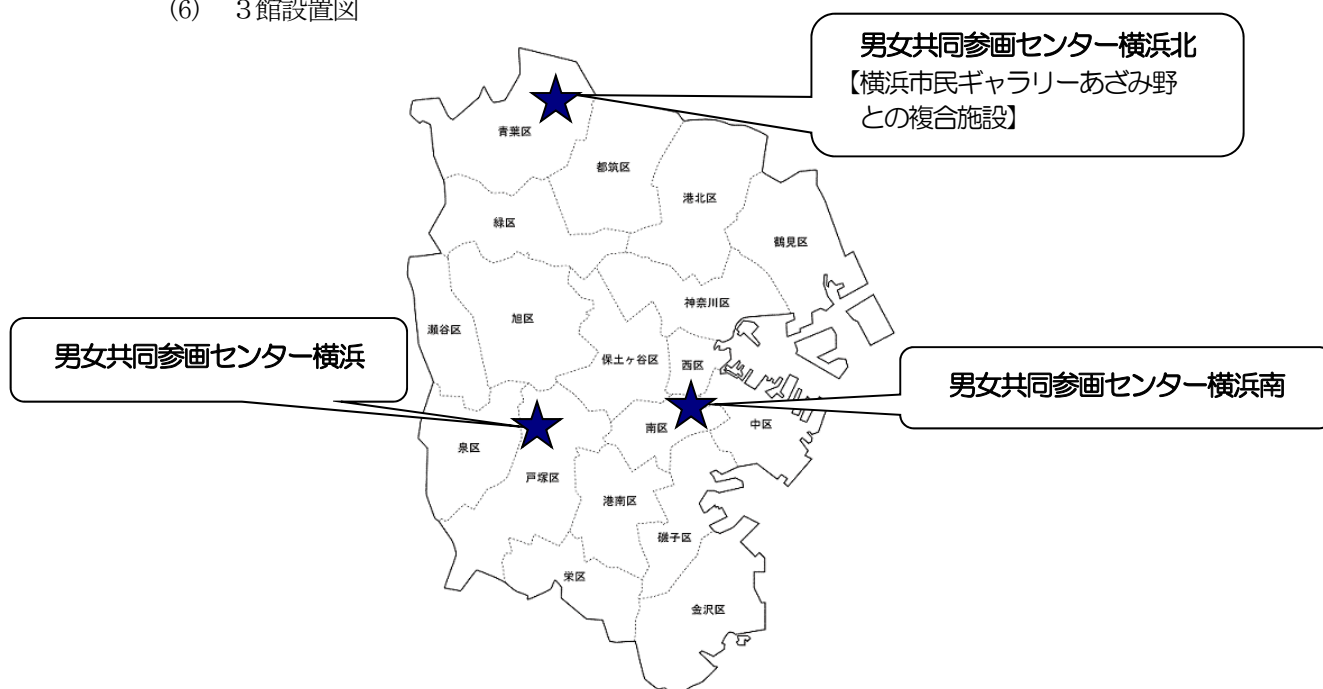 (6) 3館設置図
男女共同参画センター横浜北
【横浜市民ギャラリーあざみ野
との複合施設】
青葉区
都筑区
港北区
緑区
鶴見区
神奈川区
瀬谷区
旭区
保土ヶ谷区
西区
男女共同参画センター横浜
男女共同参画センター横浜南
南区
中区
泉区
戸塚区
港南区
磯子区
栄区
金沢区